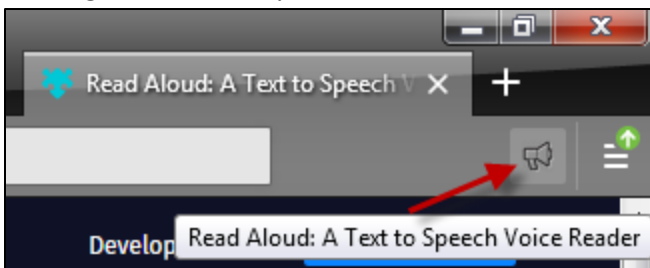 Read Aloud: A Text to Speech V
Develop
Read Aloud: A Text to Speech Voice Reader